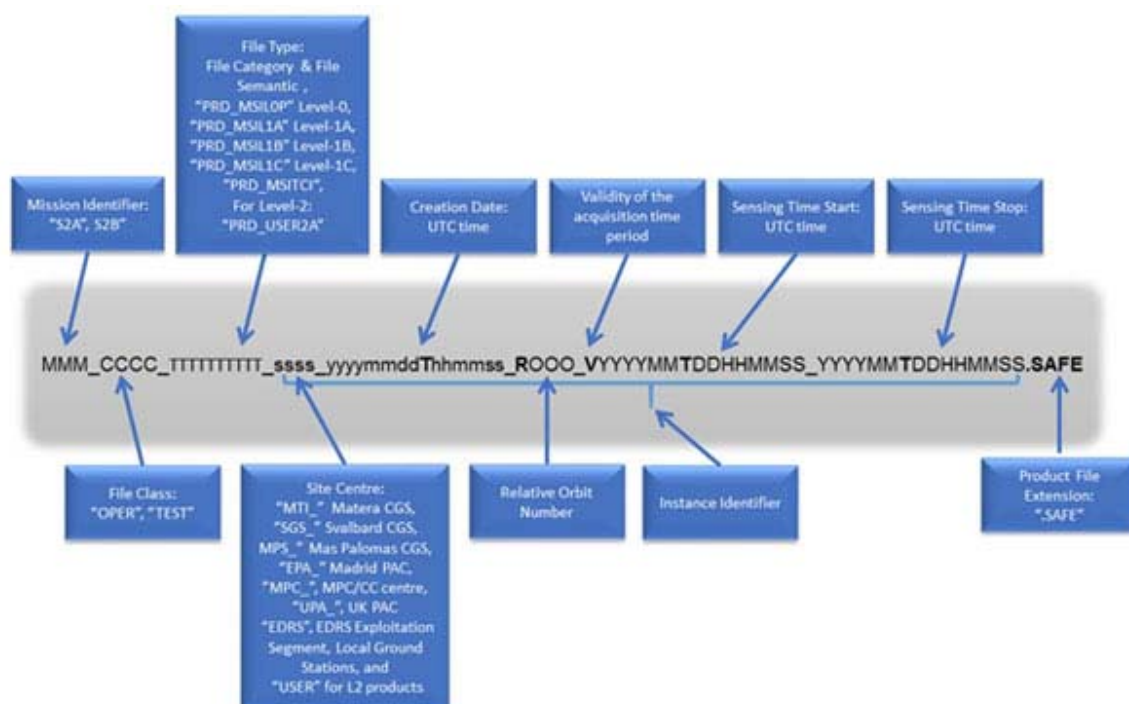 File Type:
File Category & File
Semantic ,
"PRD_MSIL0P" Level-0,
"PRD_MSIL1A" Level-1A,
"PRD_MSIL1B" Level-1B,
"PRD_MSIL1C" Level-1C,
"PRD_MSITCI",
For Level-2:
"PRD_USER2A"
Mission Identifier:
"S2A", S2B"
Creation Date:
UTC time
Validity of the
acquisition time
period
Sensing Time Start:
UTC time
Sensing Time Stop:
UTC time
MMM_CCCC_TTTTTTTTTT_ssss_yyyymmddThhmmss_ROOO_VYYYYMMTDDHHMMSS_YYYYMMTDDHHMMSS.SAFE
File Class:
"OPER", "TEST"
Site Centre:
"MTI_" Matera CGS,
"SGS_" Svalbard CGS,
MPS_" Mas Palomas CGS,
"EPA_" Madrid PAC,
"MPC_", MPC/CC centre,
"UPA_", UK PAC
"EDRS", EDRS Exploitation
Segment, Local Ground
Stations, and
"USER" for L2 products
Relative Orbit
Number
Instance Identifier
Product File
Extension:
".SAFE"